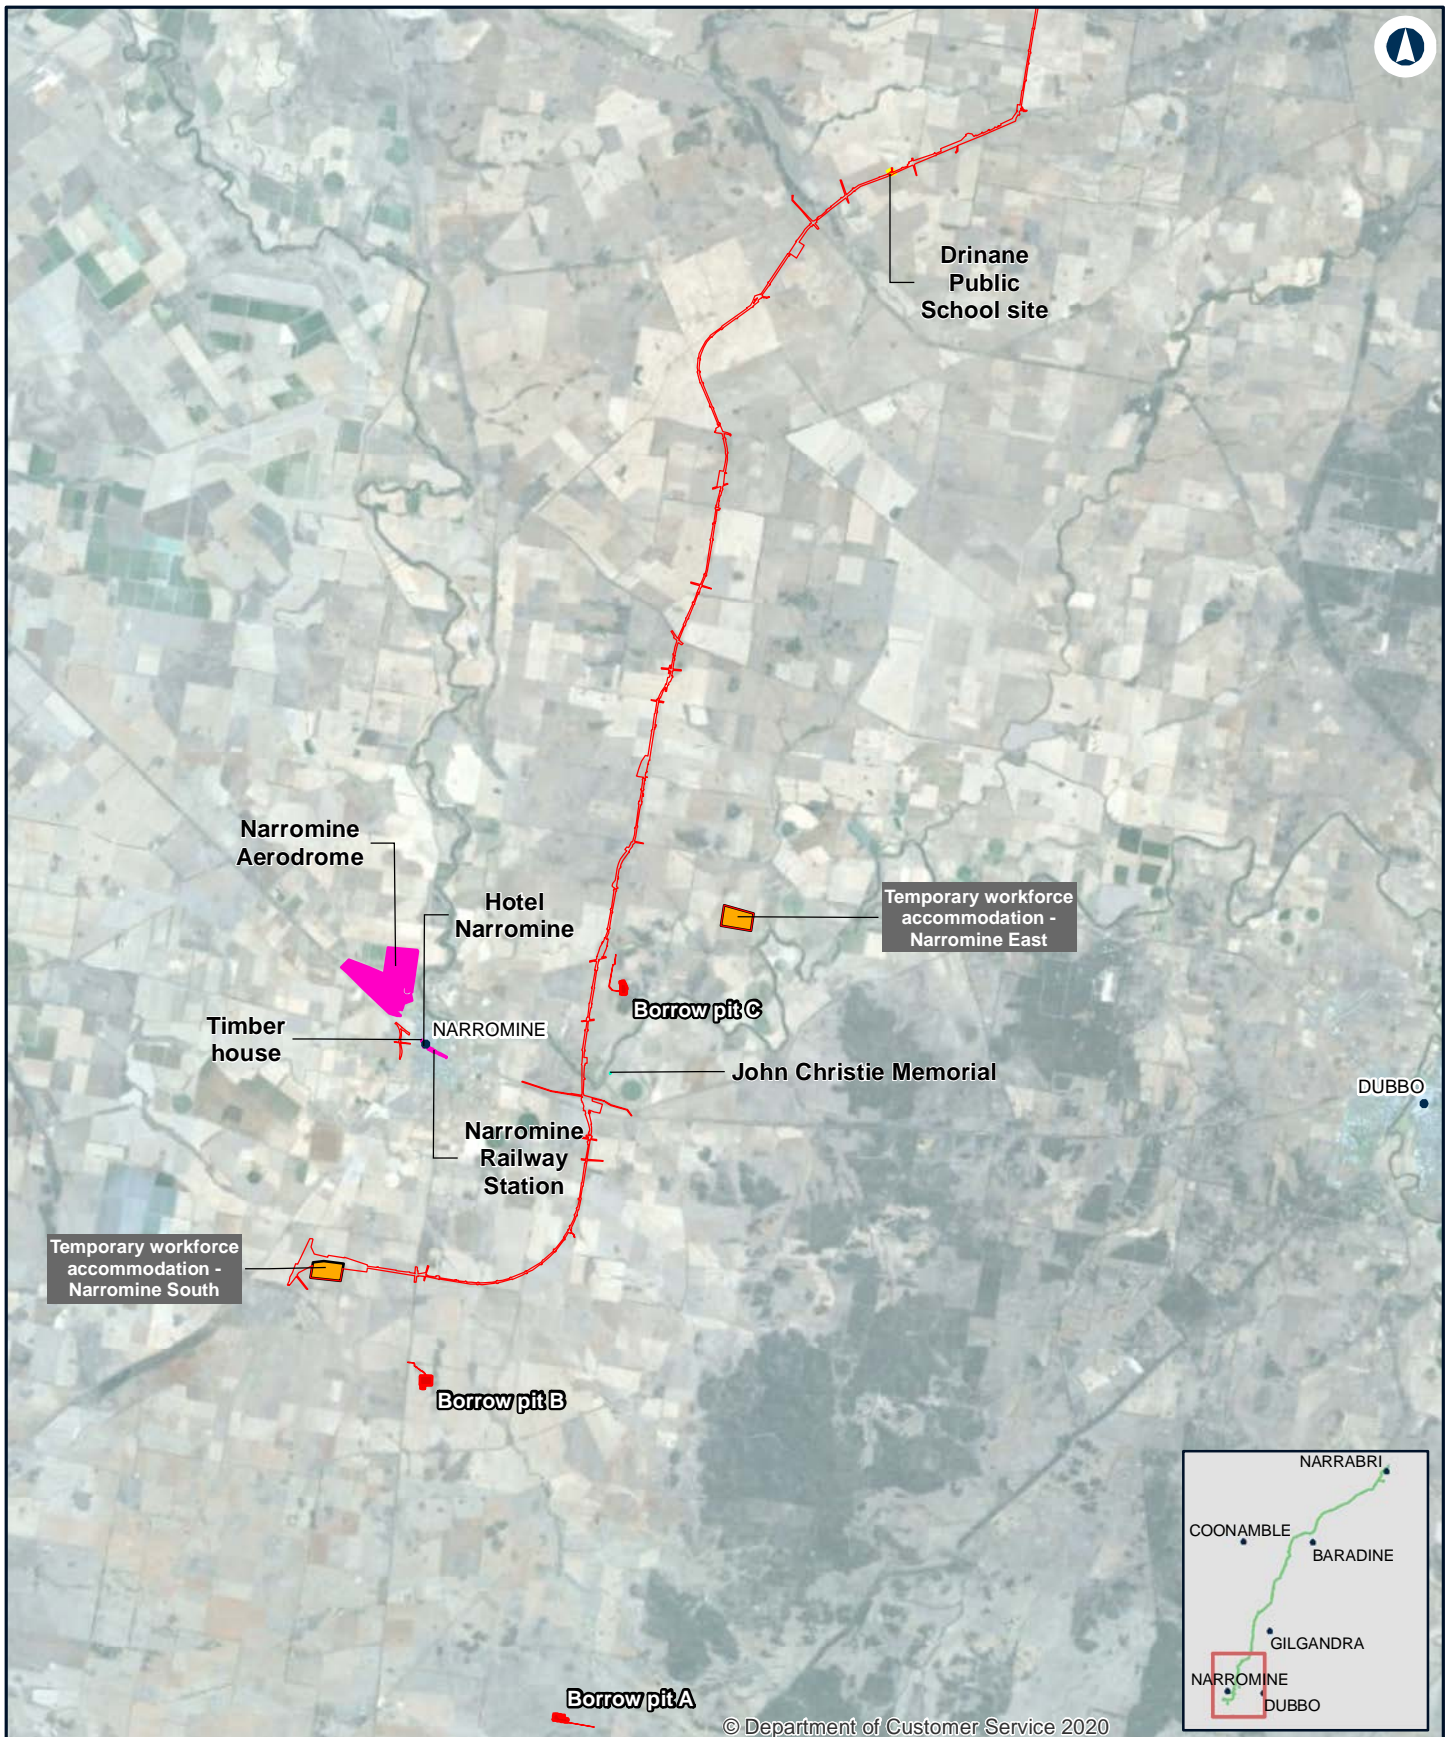 Drinane
Public
School site
Narromine
Aerodrome
Hotel
Narromine
Temporary workforce
accommodation -
Narromine East
Borrow pit C
Timber
house
NARROMINE
John Christie Memorial
DUBBO
Narromine
Railway
Station
Temporary workforce
accommodation -
Narromine South
Borrow pit B
NARRABRI
COONAMBLE
BARADINE
GILGANDRA
NARROMINE
DUBBO
Borrow pit A
© Department of Customer Service 2020